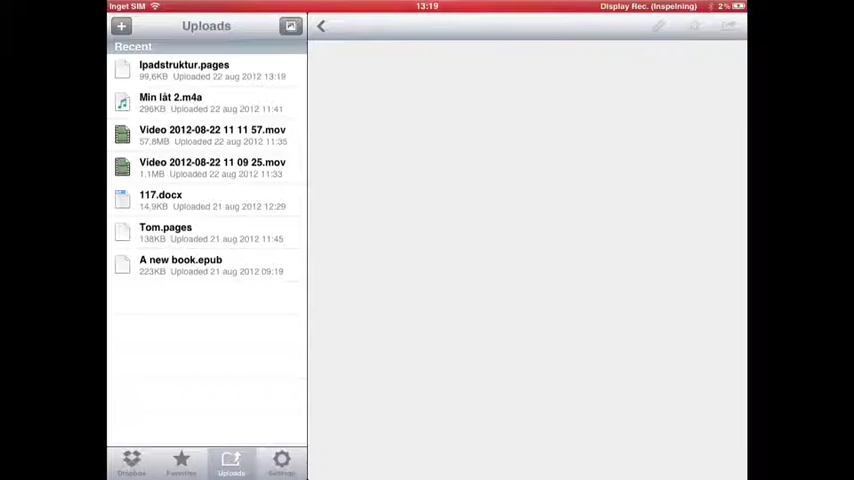 Inget SIM 13:19 Display Rec. (Inspelning) 2%
Uploads
Recent
Ipadstruktur.pages
99,6KB Uploaded 22 aug 2012 13:19
Min låt 2.m4a
296KB Uploaded 22 aug 2012 11:41
Video 2012-08-22 11 11 57.mov
57,8MB Uploaded 22 aug 2012 11:35
Video 2012-08-22 11 09 25.mov
1,1MB Uploaded 22 aug 2012 11:33
117.docx
14,9KB Uploaded 21 aug 2012 12:29
Tom.pages
138KB Uploaded 21 aug 2012 11:45
A new book.epub
223KB Uploaded 21 aug 2012 09:19
Dropbox Favorites Uploads Settings